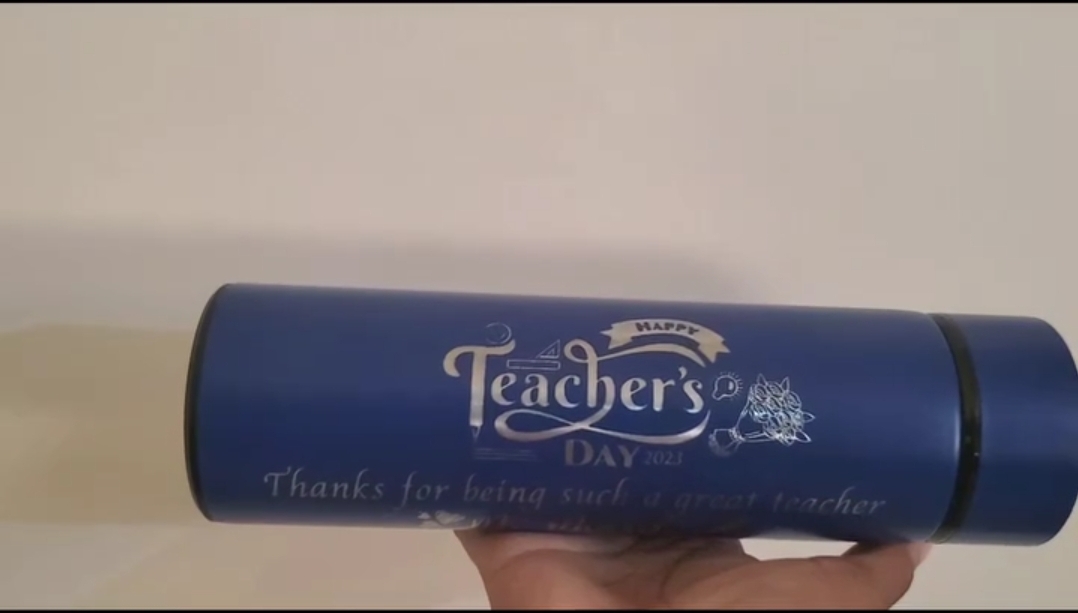 HAPPY
Teacher's
DAY 2023
Thanks for being such a great teacher